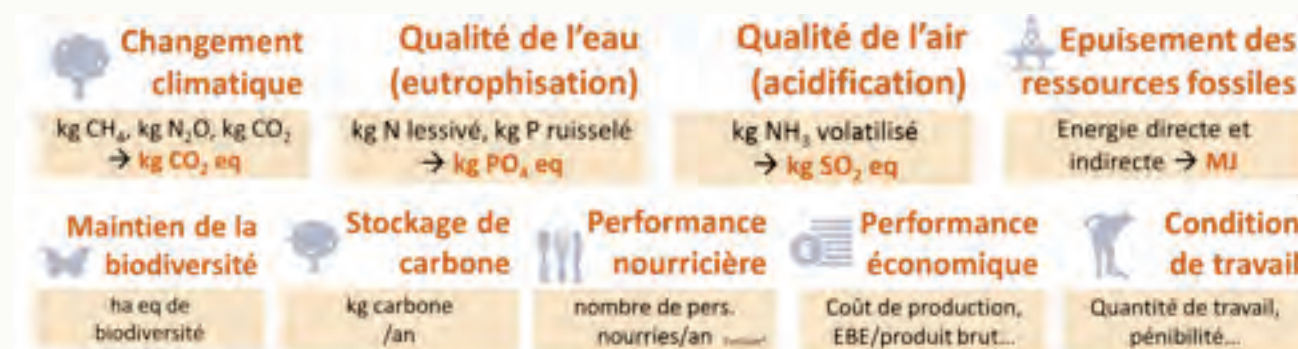 Changement
climatique
kg CH₄, kg N₂O, kg CO₂
→ kg CO₂ eq
Qualité de l'eau
(eutrophisation)
kg N lessivé, kg P ruisselé
→ kg PO₄ eq
Qualité de l'air
(acidification)
kg NH₃ volatilisé
→ kg SO₂ eq
Epuisement des
ressources fossiles
Energie directe et
indirecte → MJ
Maintien de la
biodiversité
ha eq de
biodiversité
Stockage de
carbone
kg carbone
/an
Performance
nourricière
nombre de pers.
nourries/an
Performance
économique
Coût de production,
EBE/produit brut...
Condition
de travail
Quantité de travail,
pénibilité...